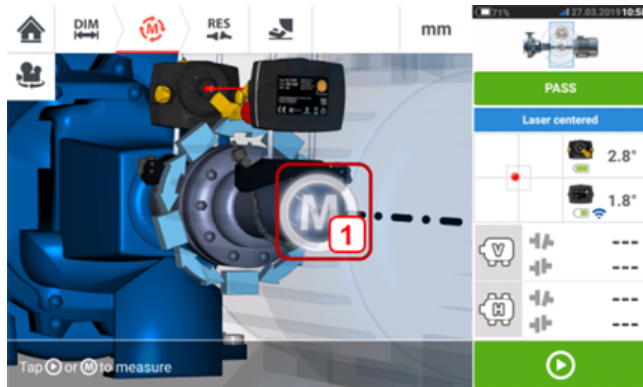 DIM
M
RES
mm
71%
27.03.2019 10:58
PASS
Laser centered
2.8°
1.8°
M
1
V
---
---
H
---
---
Tap or M to measure